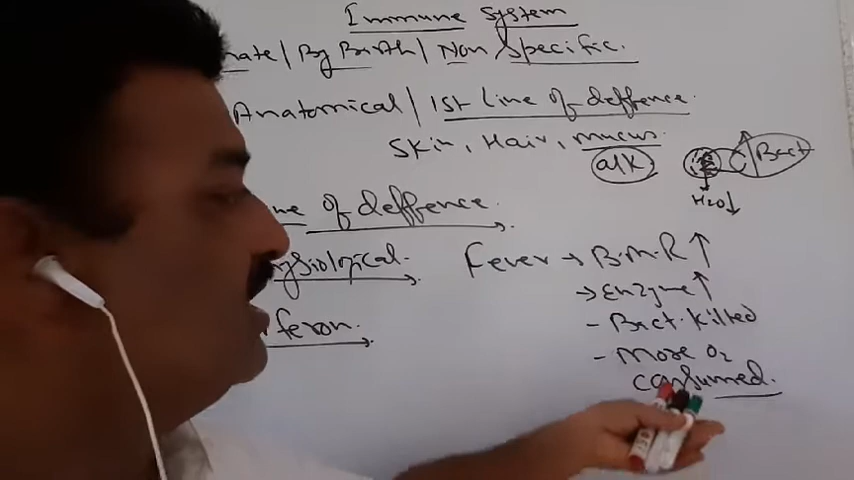 Immune system
nate/By Birth/Non Specific.
Anatomical/1st line of deffence
Skin, Hair, mucus.
alk
Bact
H2O↓
ne of deffence.
ysiological.
feron.
Fever → B.M.R ↑
→ Enzyme ↑
- Bact. Killed
- More O2
consumed.